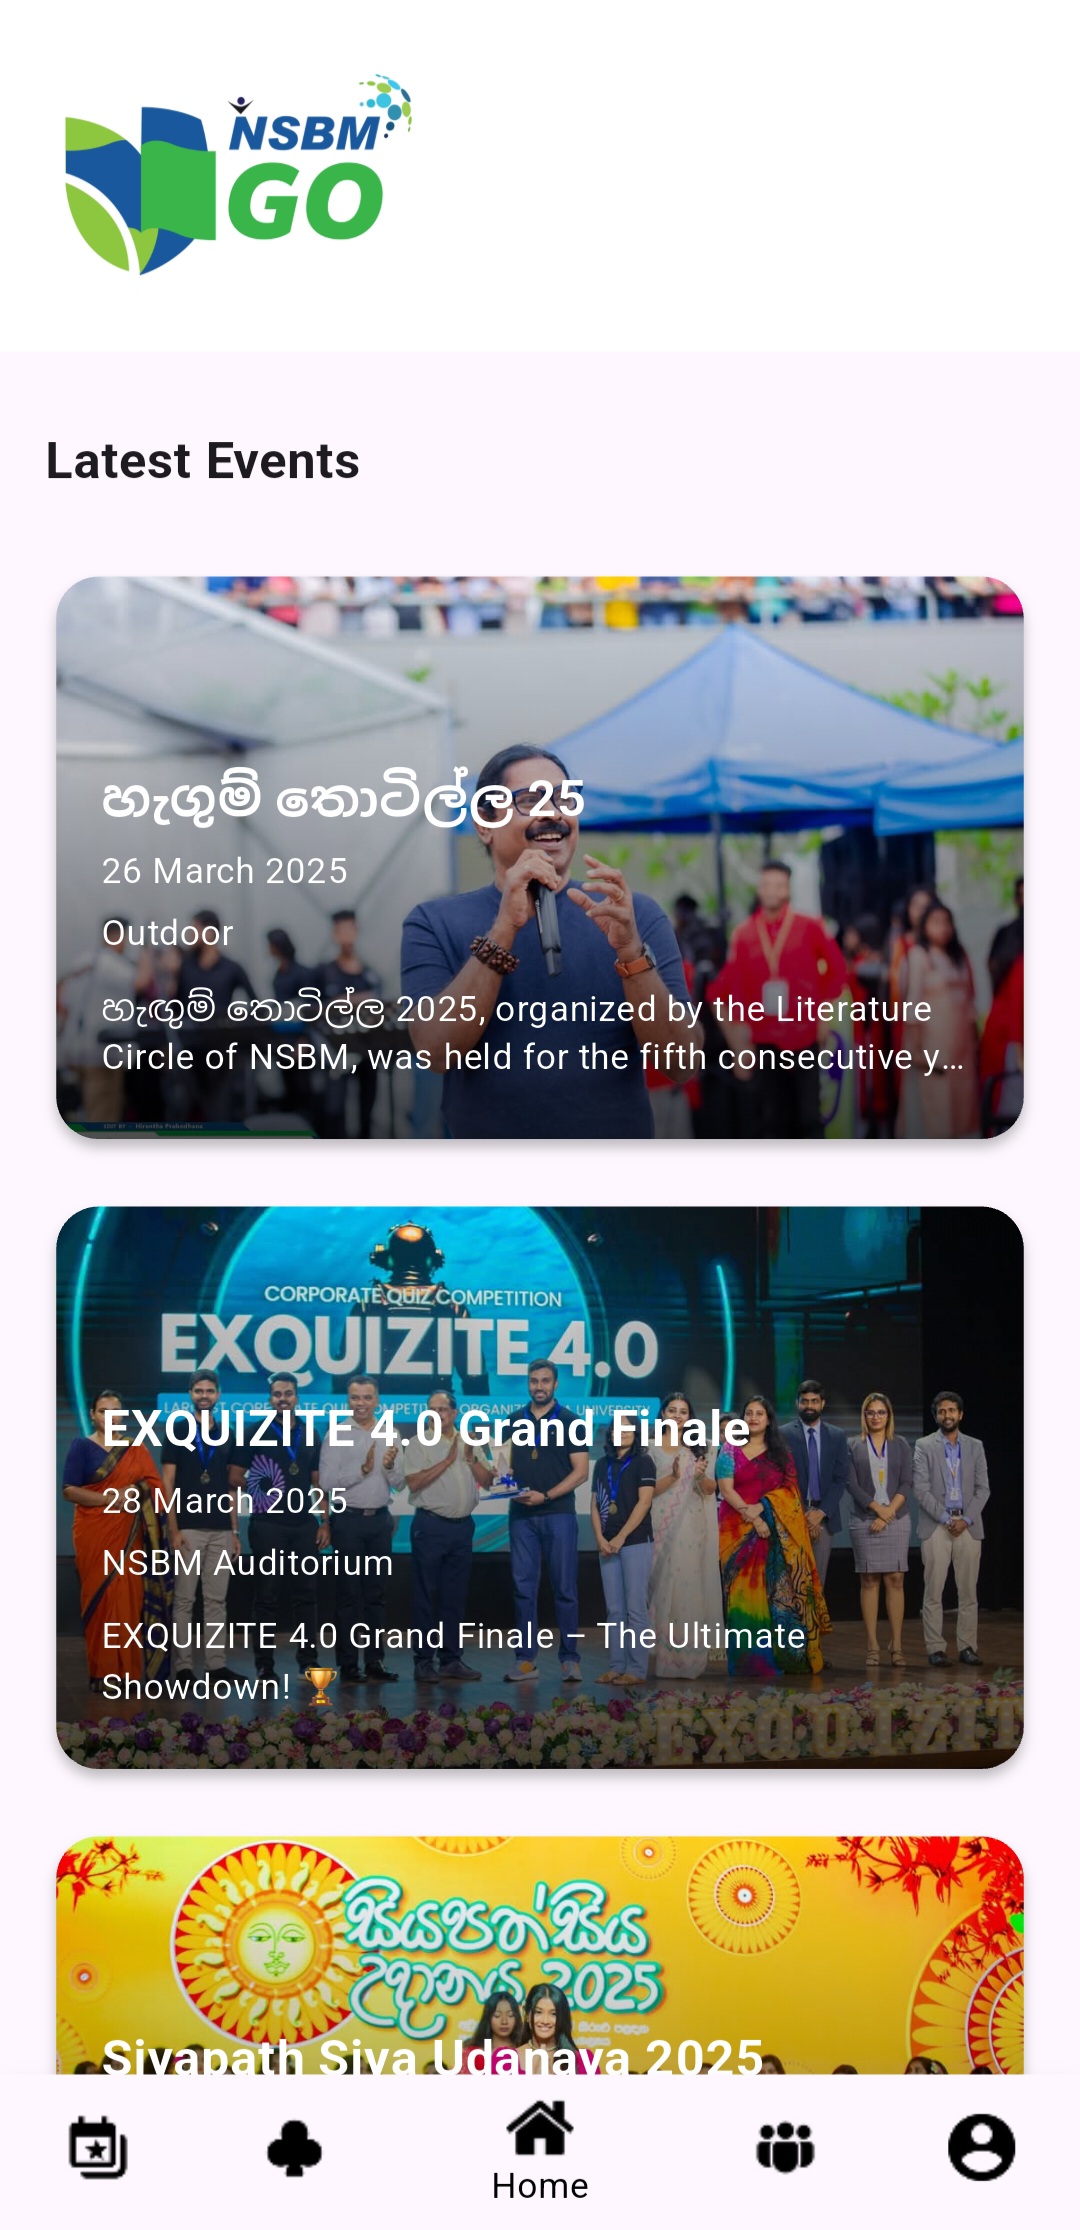 NSBM
GO
Latest Events
හැගුම් තොටිල්ල 25
26 March 2025
Outdoor
හැඟුම් තොටිල්ල 2025, organized by the Literature
Circle of NSBM, was held for the fifth consecutive y...
CORPORATE QUIZ COMPETITION
EXQUIZITE 4.0
EXQUIZITE 4.0 Grand Finale
28 March 2025
NSBM Auditorium
EXQUIZITE 4.0 Grand Finale – The Ultimate
Showdown! 🏆
සියපත්සිය
උදානය 2025
Siyapath Siya Udanaya 2025
Home